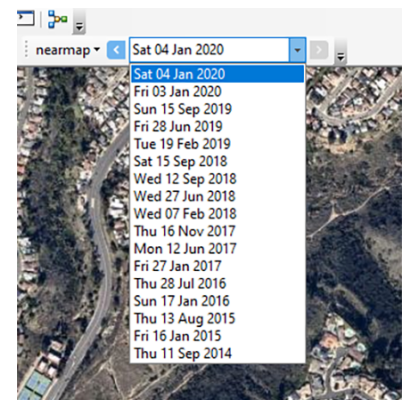 nearmap
Sat 04 Jan 2020
Sat 04 Jan 2020
Fri 03 Jan 2020
Sun 15 Sep 2019
Fri 28 Jun 2019
Tue 19 Feb 2019
Sat 15 Sep 2018
Wed 12 Sep 2018
Wed 27 Jun 2018
Wed 07 Feb 2018
Thu 16 Nov 2017
Mon 12 Jun 2017
Fri 27 Jan 2017
Thu 28 Jul 2016
Sun 17 Jan 2016
Thu 13 Aug 2015
Fri 16 Jan 2015
Thu 11 Sep 2014